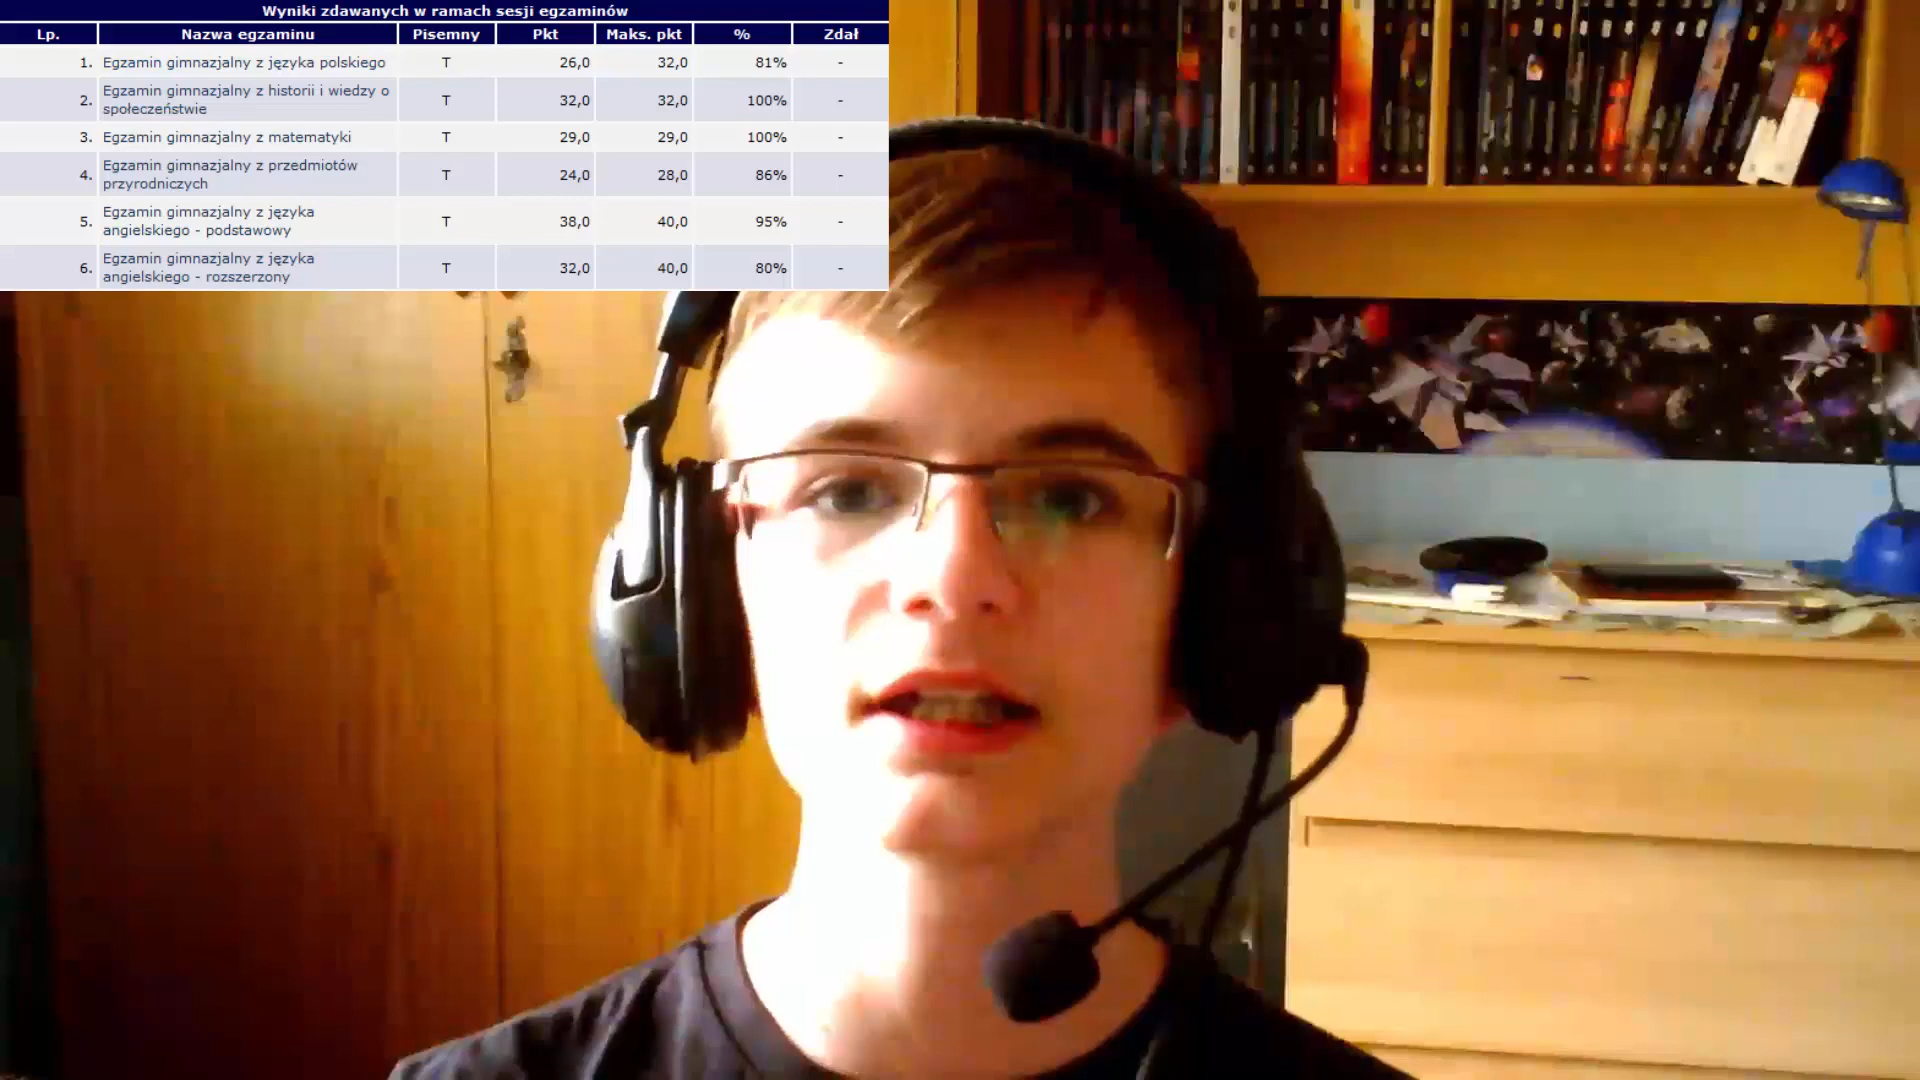 Wyniki zdawanych w ramach sesji egzaminów
Lp. Nazwa egzaminu Pisemny Pkt Maks. pkt % Zdał
1. Egzamin gimnazjalny z języka polskiego T 26,0 32,0 81% -
2. Egzamin gimnazjalny z historii i wiedzy o
społeczeństwie T 32,0 32,0 100% -
3. Egzamin gimnazjalny z matematyki T 29,0 29,0 100% -
4. Egzamin gimnazjalny z przedmiotów
przyrodniczych T 24,0 28,0 86% -
5. Egzamin gimnazjalny z języka
angielskiego - podstawowy T 38,0 40,0 95% -
6. Egzamin gimnazjalny z języka
angielskiego - rozszerzony T 32,0 40,0 80% -